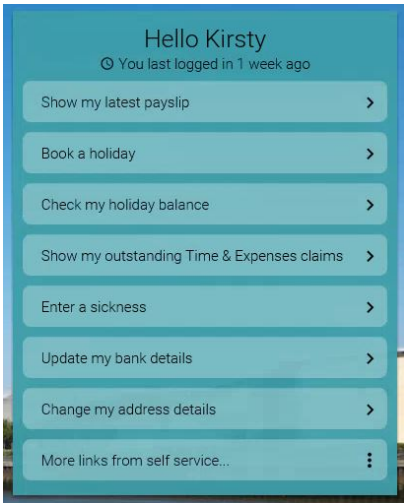 Hello Kirsty
You last logged in 1 week ago
Show my latest payslip
Book a holiday
Check my holiday balance
Show my outstanding Time & Expenses claims
Enter a sickness
Update my bank details
Change my address details
More links from self service...